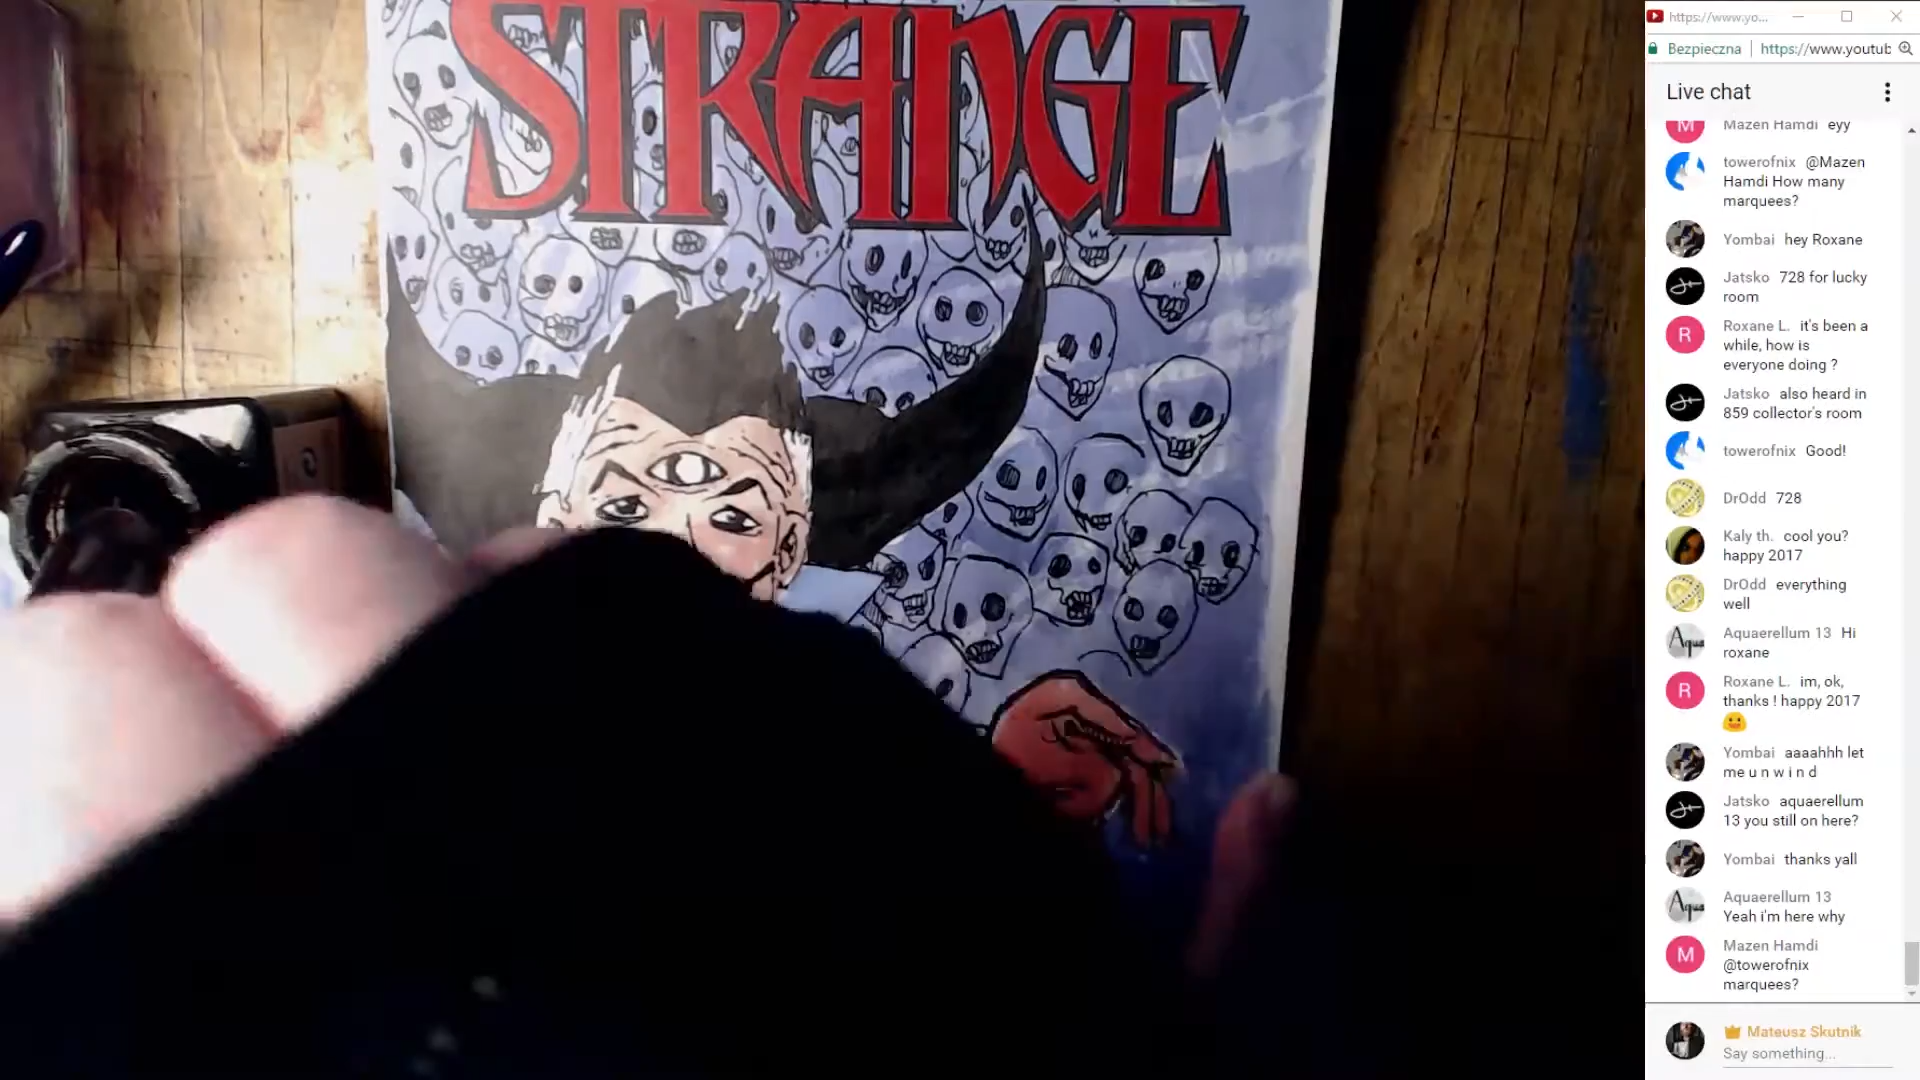 STRANGE
https://www.yo...
Bezpieczna
https://www.youtub
Live chat
Mazen Hamdi eyy
towerofnix @Mazen
Hamdi How many
marquees?
Yombai hey Roxane
Jatsko 728 for lucky
room
R
Roxane L. it's been a
while, how is
everyone doing ?
Jatsko also heard in
859 collector's room
towerofnix Good!
DrOdd 728
Kaly th. cool you?
happy 2017
DrOdd everything
well
Aqua
Aquaerellum 13 Hi
roxane
R
Roxane L. im, ok,
thanks ! happy 2017
Yombai aaaahhh let
me u n w i n d
Jatsko aquaerellum
13 you still on here?
Yombai thanks yall
Aqua
Aquaerellum 13
Yeah i'm here why
M
Mazen Hamdi
@towerofnix
marquees?
Mateusz Skutnik
Say something...